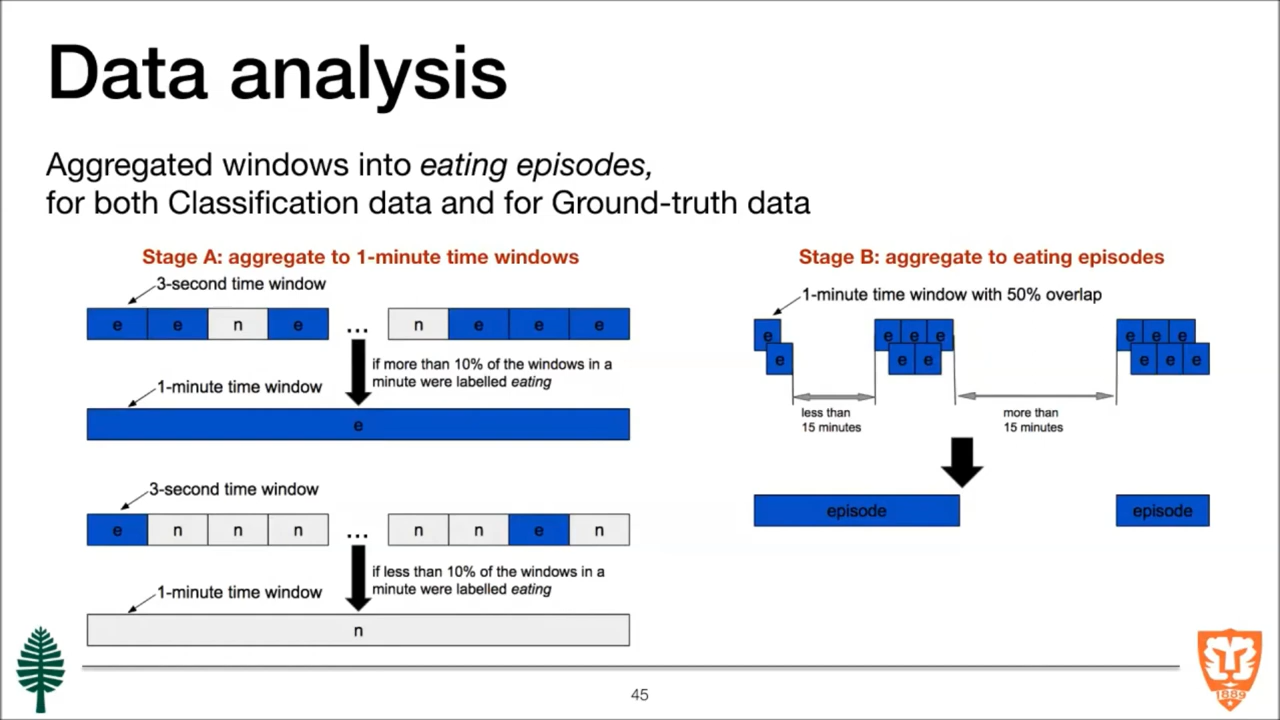 Data analysis
Aggregated windows into eating episodes,
for both Classification data and for Ground-truth data
Stage A: aggregate to 1-minute time windows
3-second time window
e e n e ... n e e e
if more than 10% of the windows in a
minute were labelled eating
1-minute time window
e
3-second time window
e n n n ... n n e n
if less than 10% of the windows in a
minute were labelled eating
1-minute time window
n
Stage B: aggregate to eating episodes
1-minute time window with 50% overlap
e e e e e e e
e e e e e e
less than
15 minutes
more than
15 minutes
episode episode
45
1889